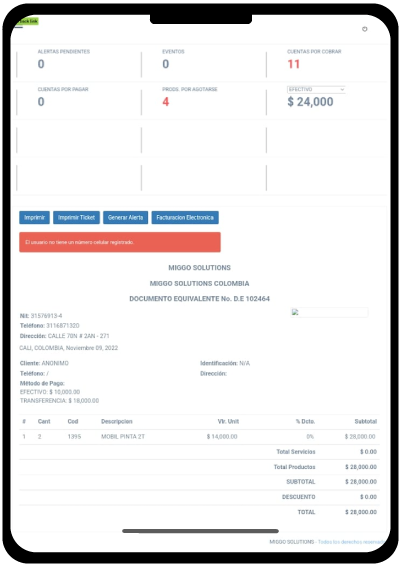 ALERTAS PENDIENTES EVENTOS CUENTAS POR COBRAR
0 0 11
CUENTAS POR PAGAR PRODS. POR AGOTARSE EFECTIVO
0 4 $ 24,000
Imprimir Imprimir Ticket Generar Alerta Facturacion Electronica
El usuario no tiene un número celular registrado.
MIGGO SOLUTIONS
MIGGO SOLUTIONS COLOMBIA
DOCUMENTO EQUIVALENTE No. D.E 102464
Nit: 31576913-4
Teléfono: 3116871320
Dirección: CALLE 78N # 2AN - 271
CALI, COLOMBIA, Noviembre 09, 2022
Cliente: ANONIMO Identificación: N/A
Teléfono: / Dirección:
Método de Pago:
EFECTIVO: $ 10,000.00
TRANSFERENCIA: $ 18,000.00
# Cant Cod Descripcion Vlr. Unit % Dcto. Subtotal
1 2 1395 MOBIL PINTA 2T $ 14,000.00 0% $ 28,000.00
Total Servicios $ 0.00
Total Productos $ 28,000.00
SUBTOTAL $ 28,000.00
DESCUENTO $ 0.00
TOTAL $ 28,000.00
MIGGO SOLUTIONS - Todos los derechos